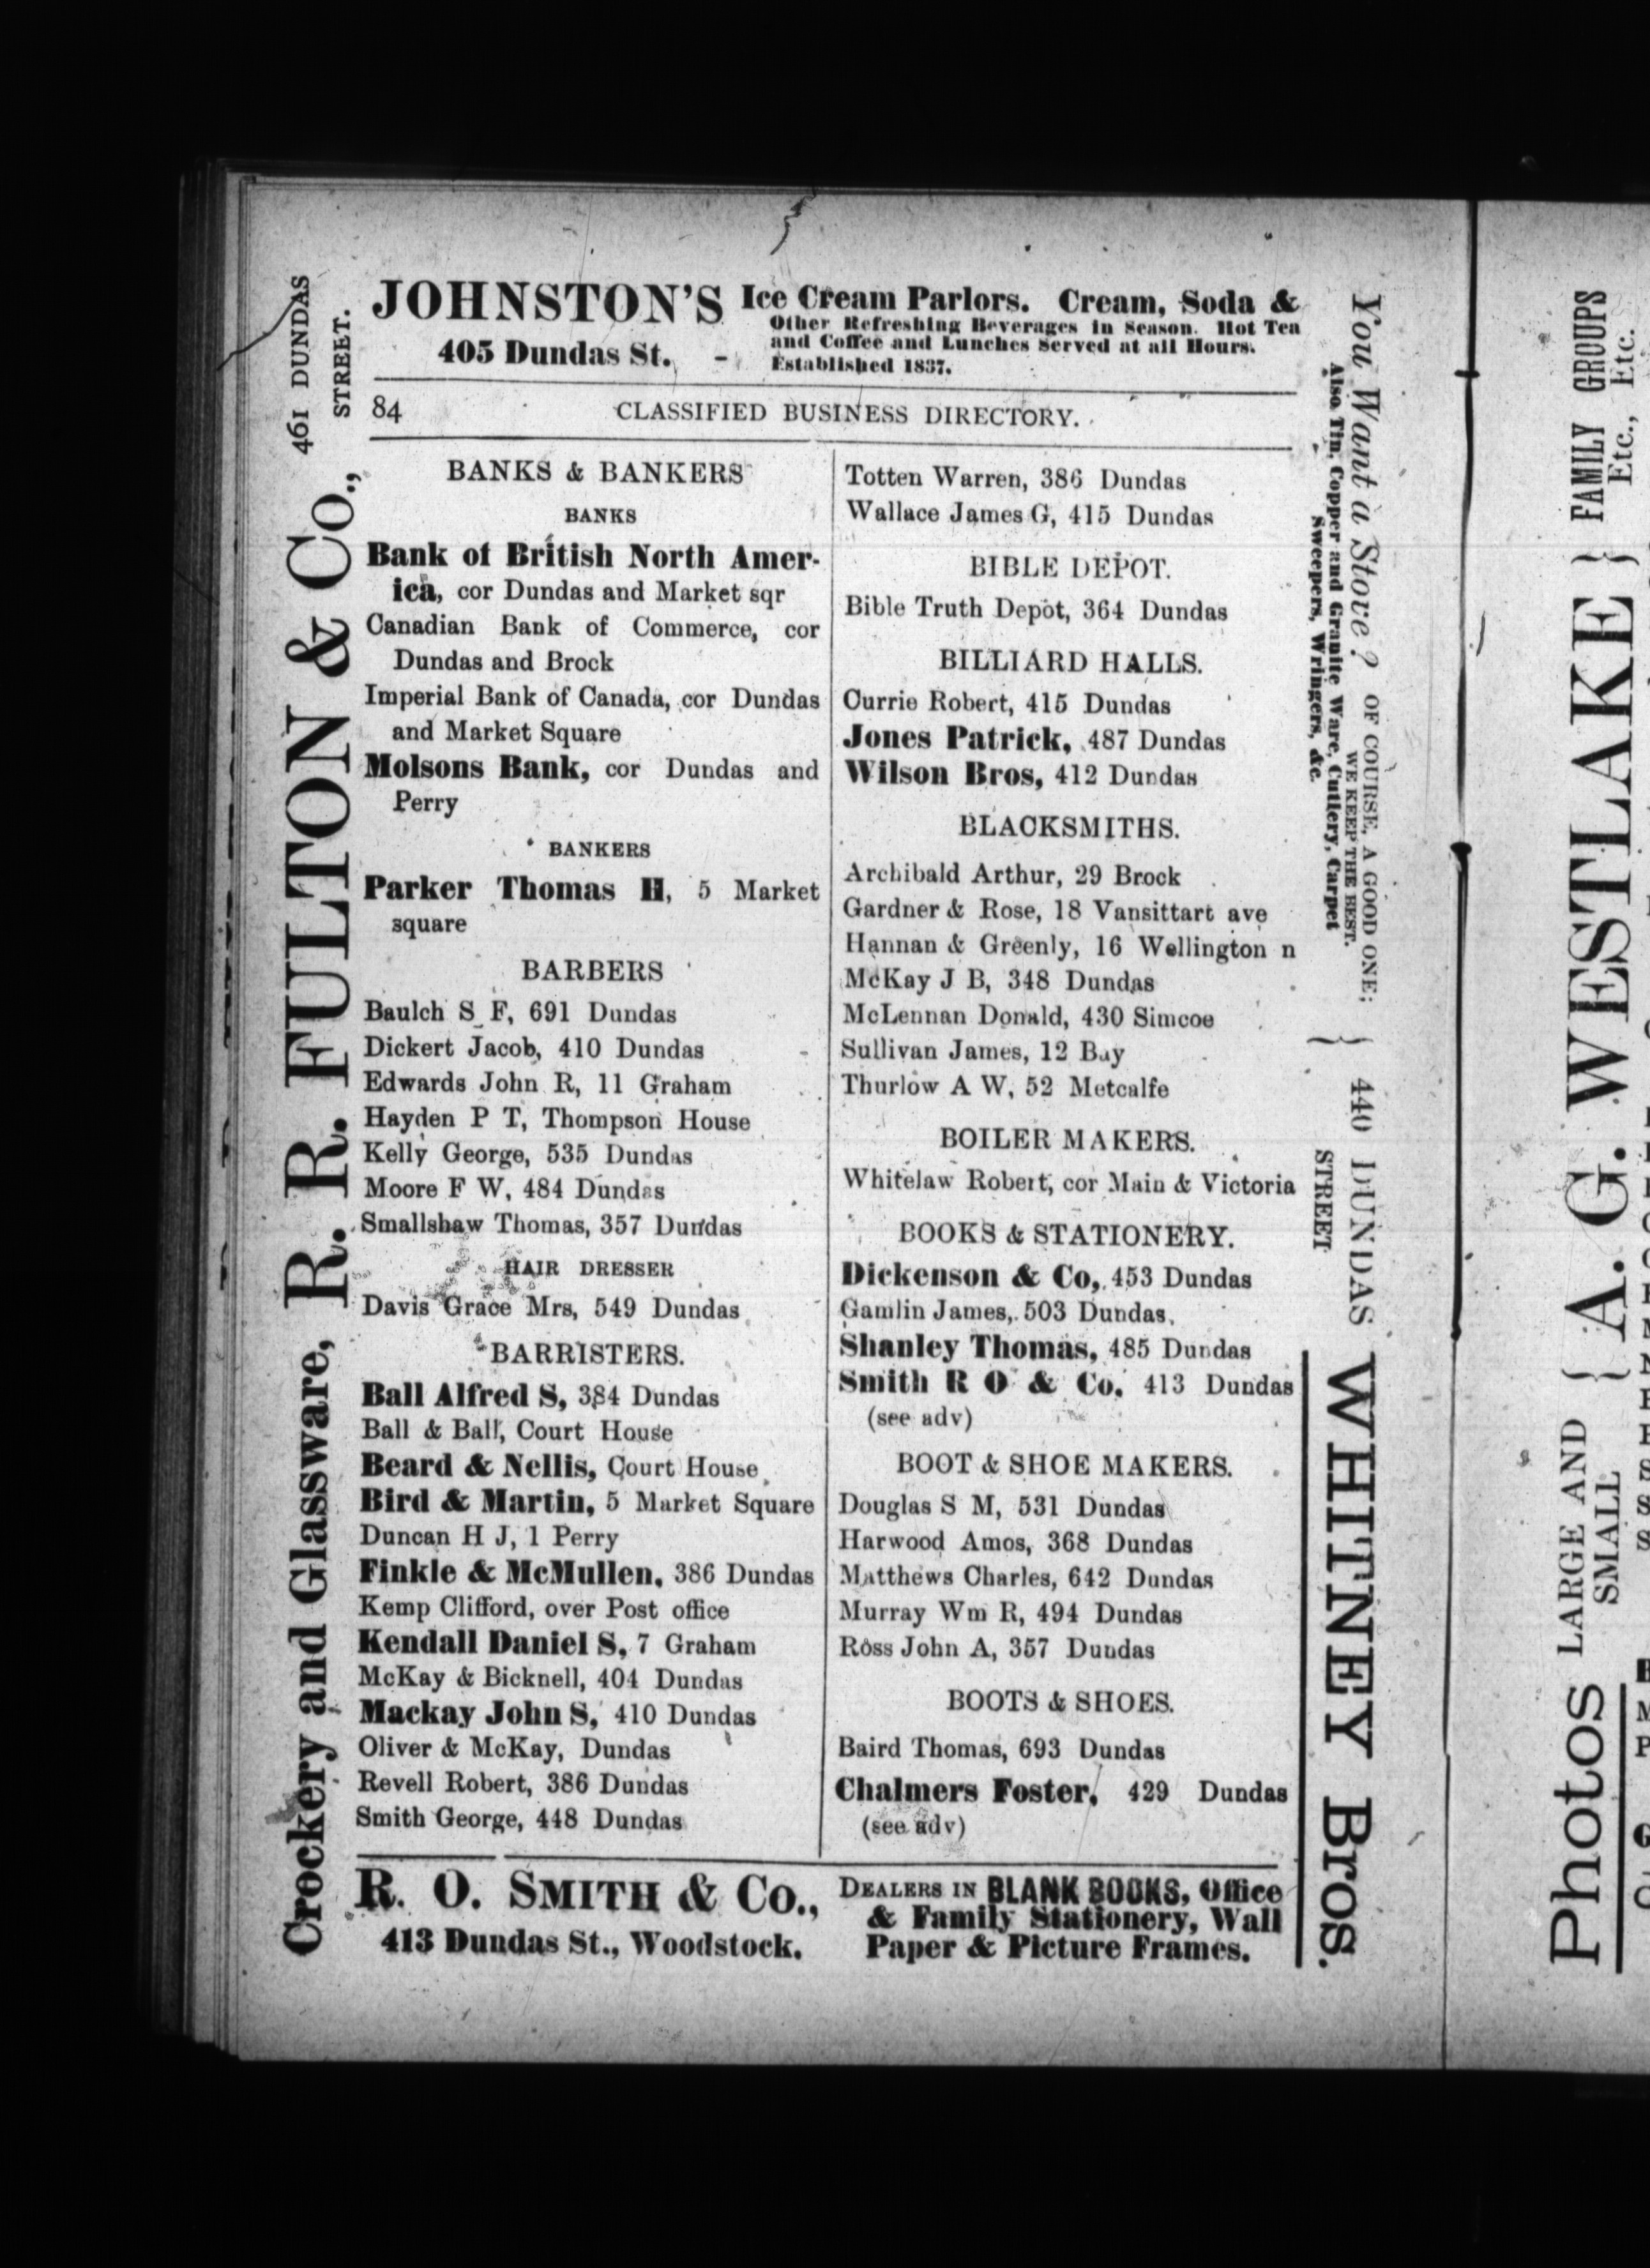 JOHNSTON'S Ice Cream Parlors. Cream, Soda &
Other Refreshing Beverages in Season. Hot Tea
and Coffee and Lunches Served at all Hours.
405 Dundas St. - Established 1837.
84 CLASSIFIED BUSINESS DIRECTORY.
BANKS & BANKERS
BANKS
Bank of British North Amer-
ica, cor Dundas and Market sqr
Canadian Bank of Commerce, cor
Dundas and Brock
Imperial Bank of Canada, cor Dundas
and Market Square
Molsons Bank, cor Dundas and
Perry
BANKERS
Parker Thomas H, 5 Market
square
BARBERS
Baulch S F, 691 Dundas
Dickert Jacob, 410 Dundas
Edwards John R, 11 Graham
Hayden P T, Thompson House
Kelly George, 535 Dundas
Moore F W, 484 Dundas
Smallshaw Thomas, 357 Dundas
HAIR DRESSER
Davis Grace Mrs, 549 Dundas
BARRISTERS.
Ball Alfred S, 384 Dundas
Ball & Ball, Court House
Beard & Nellis, Court House
Bird & Martin, 5 Market Square
Duncan H J, 1 Perry
Finkle & McMullen, 386 Dundas
Kemp Clifford, over Post office
Kendall Daniel S, 7 Graham
McKay & Bicknell, 404 Dundas
Mackay John S, 410 Dundas
Oliver & McKay, Dundas
Revell Robert, 386 Dundas
Smith George, 448 Dundas
Totten Warren, 386 Dundas
Wallace James G, 415 Dundas
BIBLE DEPOT.
Bible Truth Depot, 364 Dundas
BILLIARD HALLS.
Currie Robert, 415 Dundas
Jones Patrick, 487 Dundas
Wilson Bros, 412 Dundas
BLACKSMITHS.
Archibald Arthur, 29 Brock
Gardner & Rose, 18 Vansittart ave
Hannan & Greenly, 16 Wellington n
McKay J B, 348 Dundas
McLennan Donald, 430 Simcoe
Sullivan James, 12 Bay
Thurlow A W, 52 Metcalfe
BOILER MAKERS.
Whitelaw Robert, cor Main & Victoria
BOOKS & STATIONERY.
Dickenson & Co, 453 Dundas
Gamlin James, 503 Dundas,
Shanley Thomas, 485 Dundas
Smith R O & Co, 413 Dundas
(see adv)
BOOT & SHOE MAKERS.
Douglas S M, 531 Dundas
Harwood Amos, 368 Dundas
Matthews Charles, 642 Dundas
Murray Wm R, 494 Dundas
Ross John A, 357 Dundas
BOOTS & SHOES.
Baird Thomas, 693 Dundas
Chalmers Foster, 429 Dundas
(see adv)
R. O. SMITH & Co.,
413 Dundas St., Woodstock.
DEALERS IN BLANK BOOKS, Office
& Family Stationery, Wall
Paper & Picture Frames.
Crockery and Glassware, R. R. FULTON & Co., 461 DUNDAS
STREET.
You Want a Stove? OF COURSE, A GOOD ONE;
WE KEEP THE BEST.
Also Tin, Copper and Granite Ware, Cutlery, Carpet
Sweepers, Wringers, &c.
440 DUNDAS
STREET
WHITNEY Bros.
Photos LARGE AND
SMALL
A. G. WESTLAKE
FAMILY GROUPS
Etc., Etc.